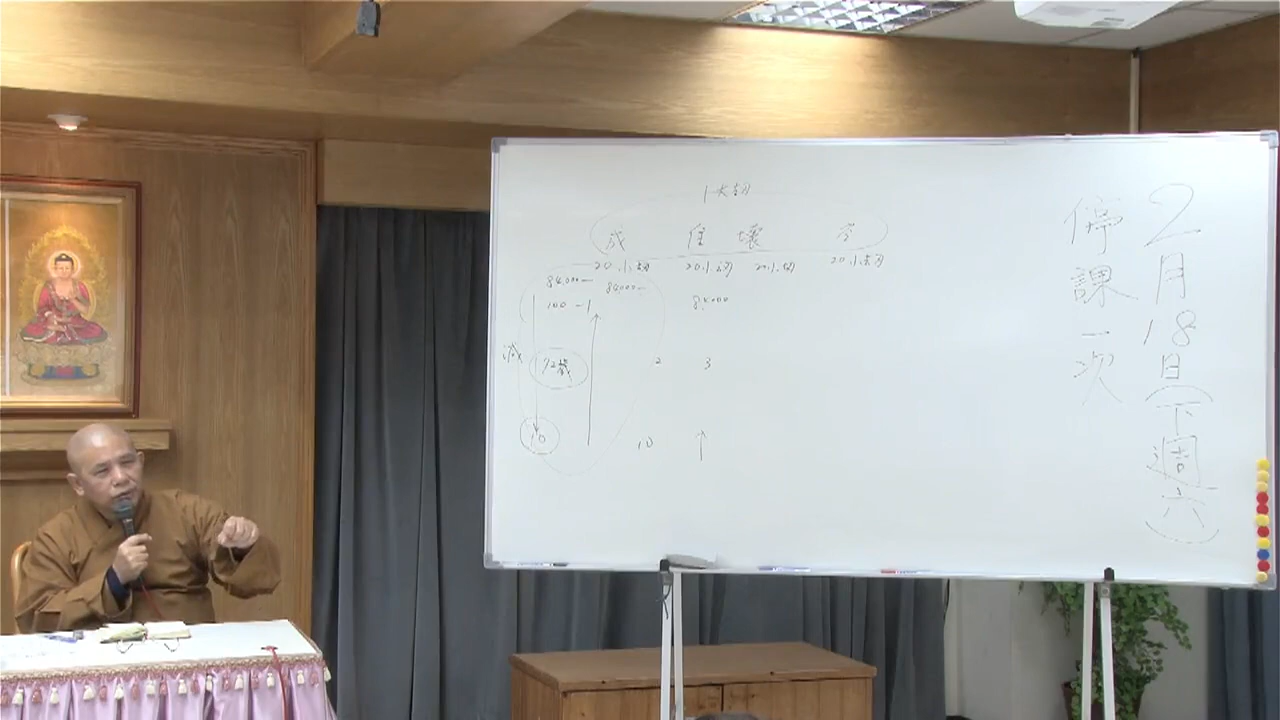 1大劫
成 住 壞 空
20小劫 20小劫 20小劫 20小劫
84000 84000
100 -1 84000
減 92歲 2 3
10 10
2月18日(下週六)
停課一次